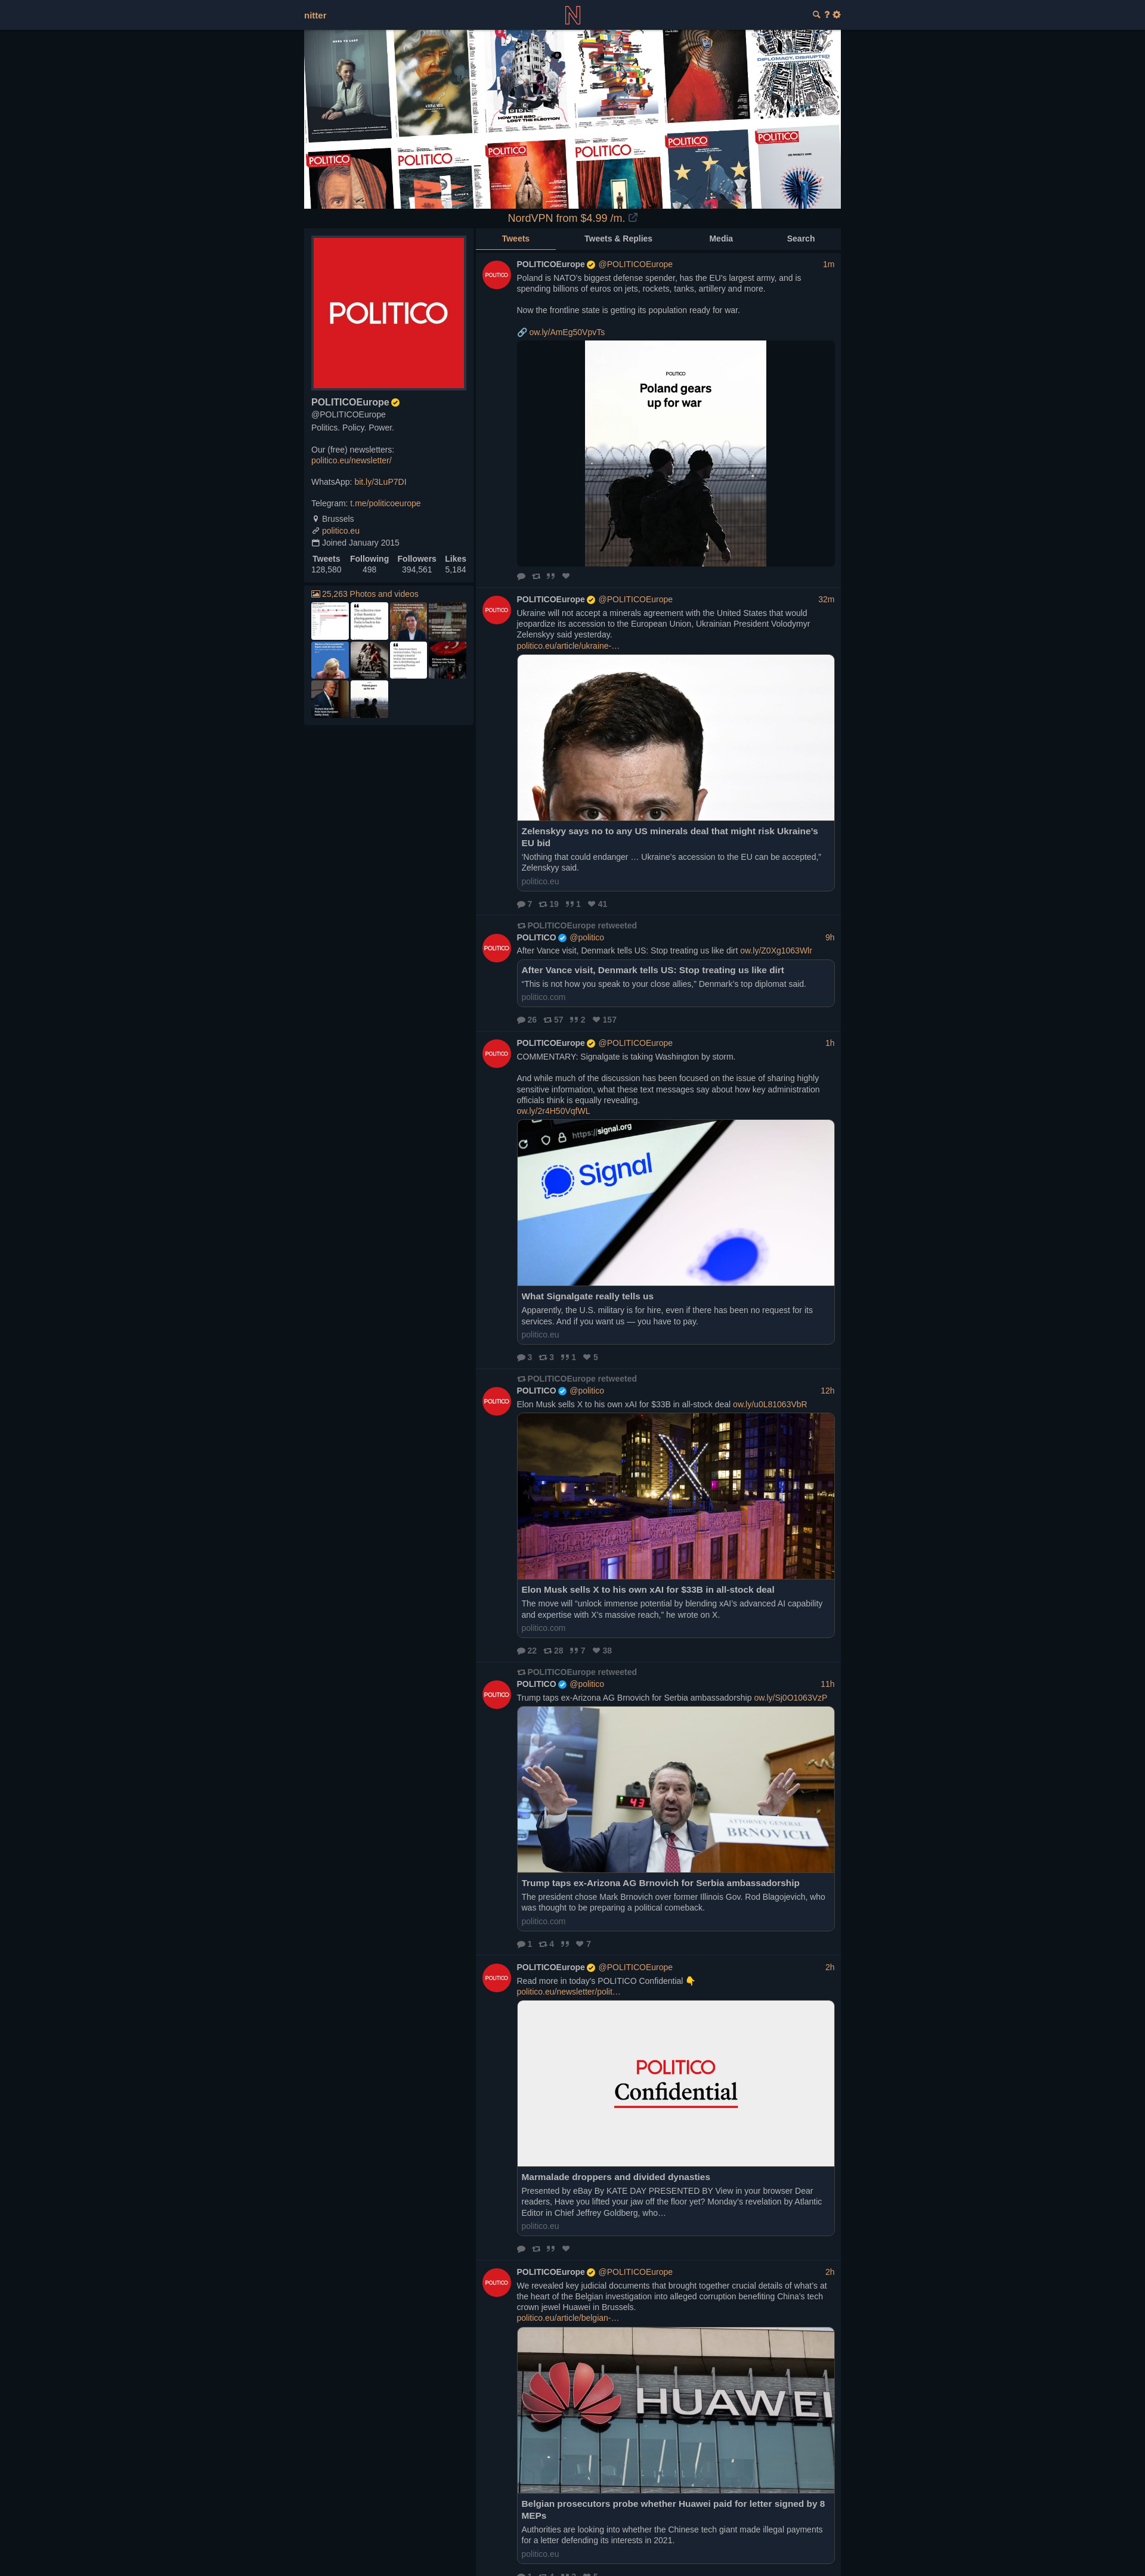 nitter
HOW THE SPD
LOST THE ELECTION
DIPLOMACY, DISRUPTED
POLITICO
POLITICO
POLITICO
POLITICO
POLITICO
POLITICO
NordVPN from $4.99 /m.
POLITICO
POLITICOEurope
@POLITICOEurope
Politics. Policy. Power.
Our (free) newsletters:
politico.eu/newsletter/
WhatsApp: bit.ly/3LuP7DI
Telegram: t.me/politicoeurope
Brussels
politico.eu
Joined January 2015
Tweets Following Followers Likes
128,580 498 394,561 5,184
25,263 Photos and videos
Tweets Tweets & Replies Media Search
POLITICO
POLITICOEurope @POLITICOEurope 1m
Poland is NATO's biggest defense spender, has the EU's largest army, and is
spending billions of euros on jets, rockets, tanks, artillery and more.
Now the frontline state is getting its population ready for war.
🔗 ow.ly/AmEg50VpvTs
POLITICO
Poland gears
up for war
POLITICO
POLITICOEurope @POLITICOEurope 32m
Ukraine will not accept a minerals agreement with the United States that would
jeopardize its accession to the European Union, Ukrainian President Volodymyr
Zelenskyy said yesterday.
politico.eu/article/ukraine-…
Zelenskyy says no to any US minerals deal that might risk Ukraine's
EU bid
'Nothing that could endanger … Ukraine's accession to the EU can be accepted,"
Zelenskyy said.
politico.eu
7 19 1 41
POLITICOEurope retweeted
POLITICO
POLITICO @politico 9h
After Vance visit, Denmark tells US: Stop treating us like dirt ow.ly/Z0Xg1063Wlr
After Vance visit, Denmark tells US: Stop treating us like dirt
"This is not how you speak to your close allies," Denmark's top diplomat said.
politico.com
26 57 2 157
POLITICO
POLITICOEurope @POLITICOEurope 1h
COMMENTARY: Signalgate is taking Washington by storm.
And while much of the discussion has been focused on the issue of sharing highly
sensitive information, what these text messages say about how key administration
officials think is equally revealing.
ow.ly/2r4H50VqfWL
https://signal.org
Signal
What Signalgate really tells us
Apparently, the U.S. military is for hire, even if there has been no request for its
services. And if you want us — you have to pay.
politico.eu
3 3 1 5
POLITICOEurope retweeted
POLITICO
POLITICO @politico 12h
Elon Musk sells X to his own xAI for $33B in all-stock deal ow.ly/u0L81063VbR
Elon Musk sells X to his own xAI for $33B in all-stock deal
The move will "unlock immense potential by blending xAI's advanced AI capability
and expertise with X's massive reach," he wrote on X.
politico.com
22 28 7 38
POLITICOEurope retweeted
POLITICO
POLITICO @politico 11h
Trump taps ex-Arizona AG Brnovich for Serbia ambassadorship ow.ly/Sj0O1063VzP
43
ATTORNEY GENERAL
BRNOVICH
Trump taps ex-Arizona AG Brnovich for Serbia ambassadorship
The president chose Mark Brnovich over former Illinois Gov. Rod Blagojevich, who
was thought to be preparing a political comeback.
politico.com
1 4 7
POLITICO
POLITICOEurope @POLITICOEurope 2h
Read more in today's POLITICO Confidential 👇
politico.eu/newsletter/polit…
POLITICO
Confidential
Marmalade droppers and divided dynasties
Presented by eBay By KATE DAY PRESENTED BY View in your browser Dear
readers, Have you lifted your jaw off the floor yet? Monday's revelation by Atlantic
Editor in Chief Jeffrey Goldberg, who…
politico.eu
POLITICO
POLITICOEurope @POLITICOEurope 2h
We revealed key judicial documents that brought together crucial details of what's at
the heart of the Belgian investigation into alleged corruption benefiting China's tech
crown jewel Huawei in Brussels.
politico.eu/article/belgian-…
HUAWEI
Belgian prosecutors probe whether Huawei paid for letter signed by 8
MEPs
Authorities are looking into whether the Chinese tech giant made illegal payments
for a letter defending its interests in 2021.
politico.eu